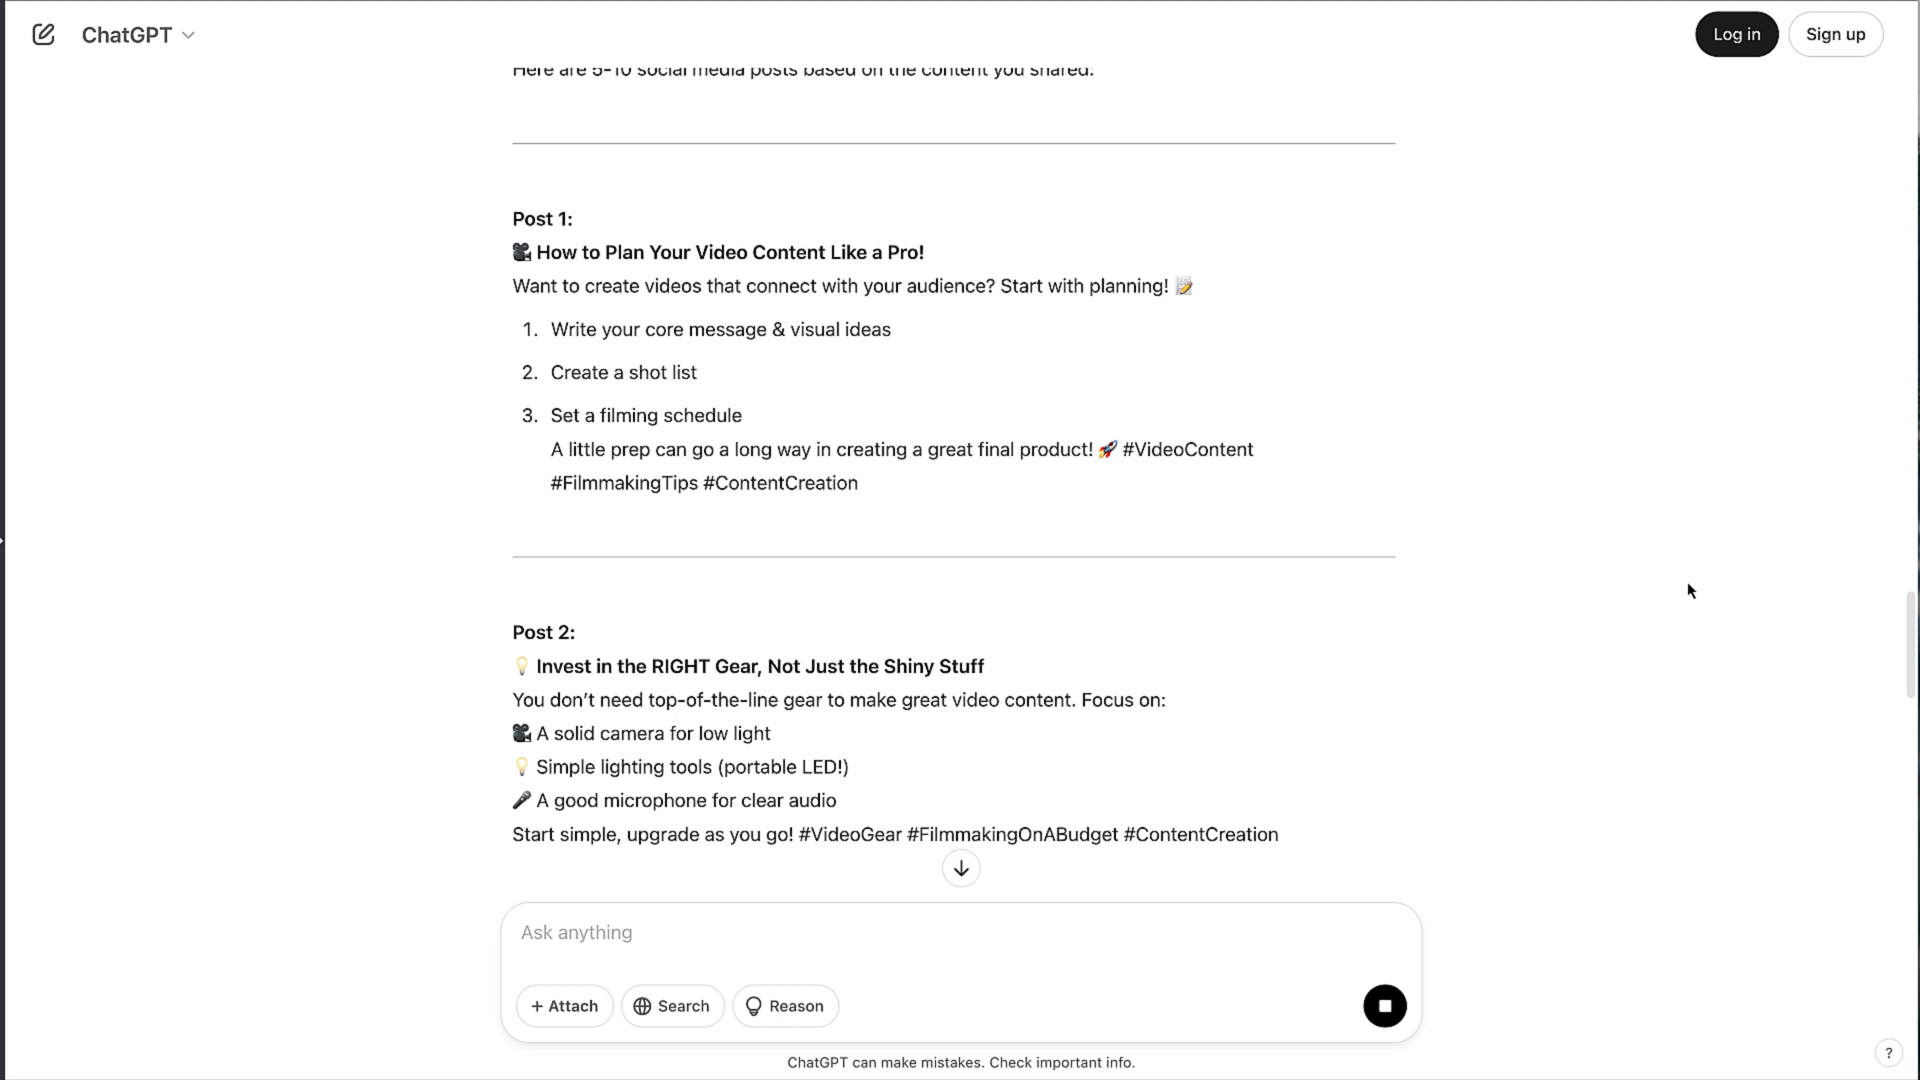 ChatGPT
Log in
Sign up
Here are 5-10 social media posts based on the content you shared:
Post 1:
🎥 How to Plan Your Video Content Like a Pro!
Want to create videos that connect with your audience? Start with planning! 📝
1. Write your core message & visual ideas
2. Create a shot list
3. Set a filming schedule
A little prep can go a long way in creating a great final product! 🚀 #VideoContent
#FilmmakingTips #ContentCreation
Post 2:
💡 Invest in the RIGHT Gear, Not Just the Shiny Stuff
You don’t need top-of-the-line gear to make great video content. Focus on:
🎥 A solid camera for low light
💡 Simple lighting tools (portable LED!)
🎤 A good microphone for clear audio
Start simple, upgrade as you go! #VideoGear #FilmmakingOnABudget #ContentCreation
Ask anything
+ Attach
Search
Reason
ChatGPT can make mistakes. Check important info.
?